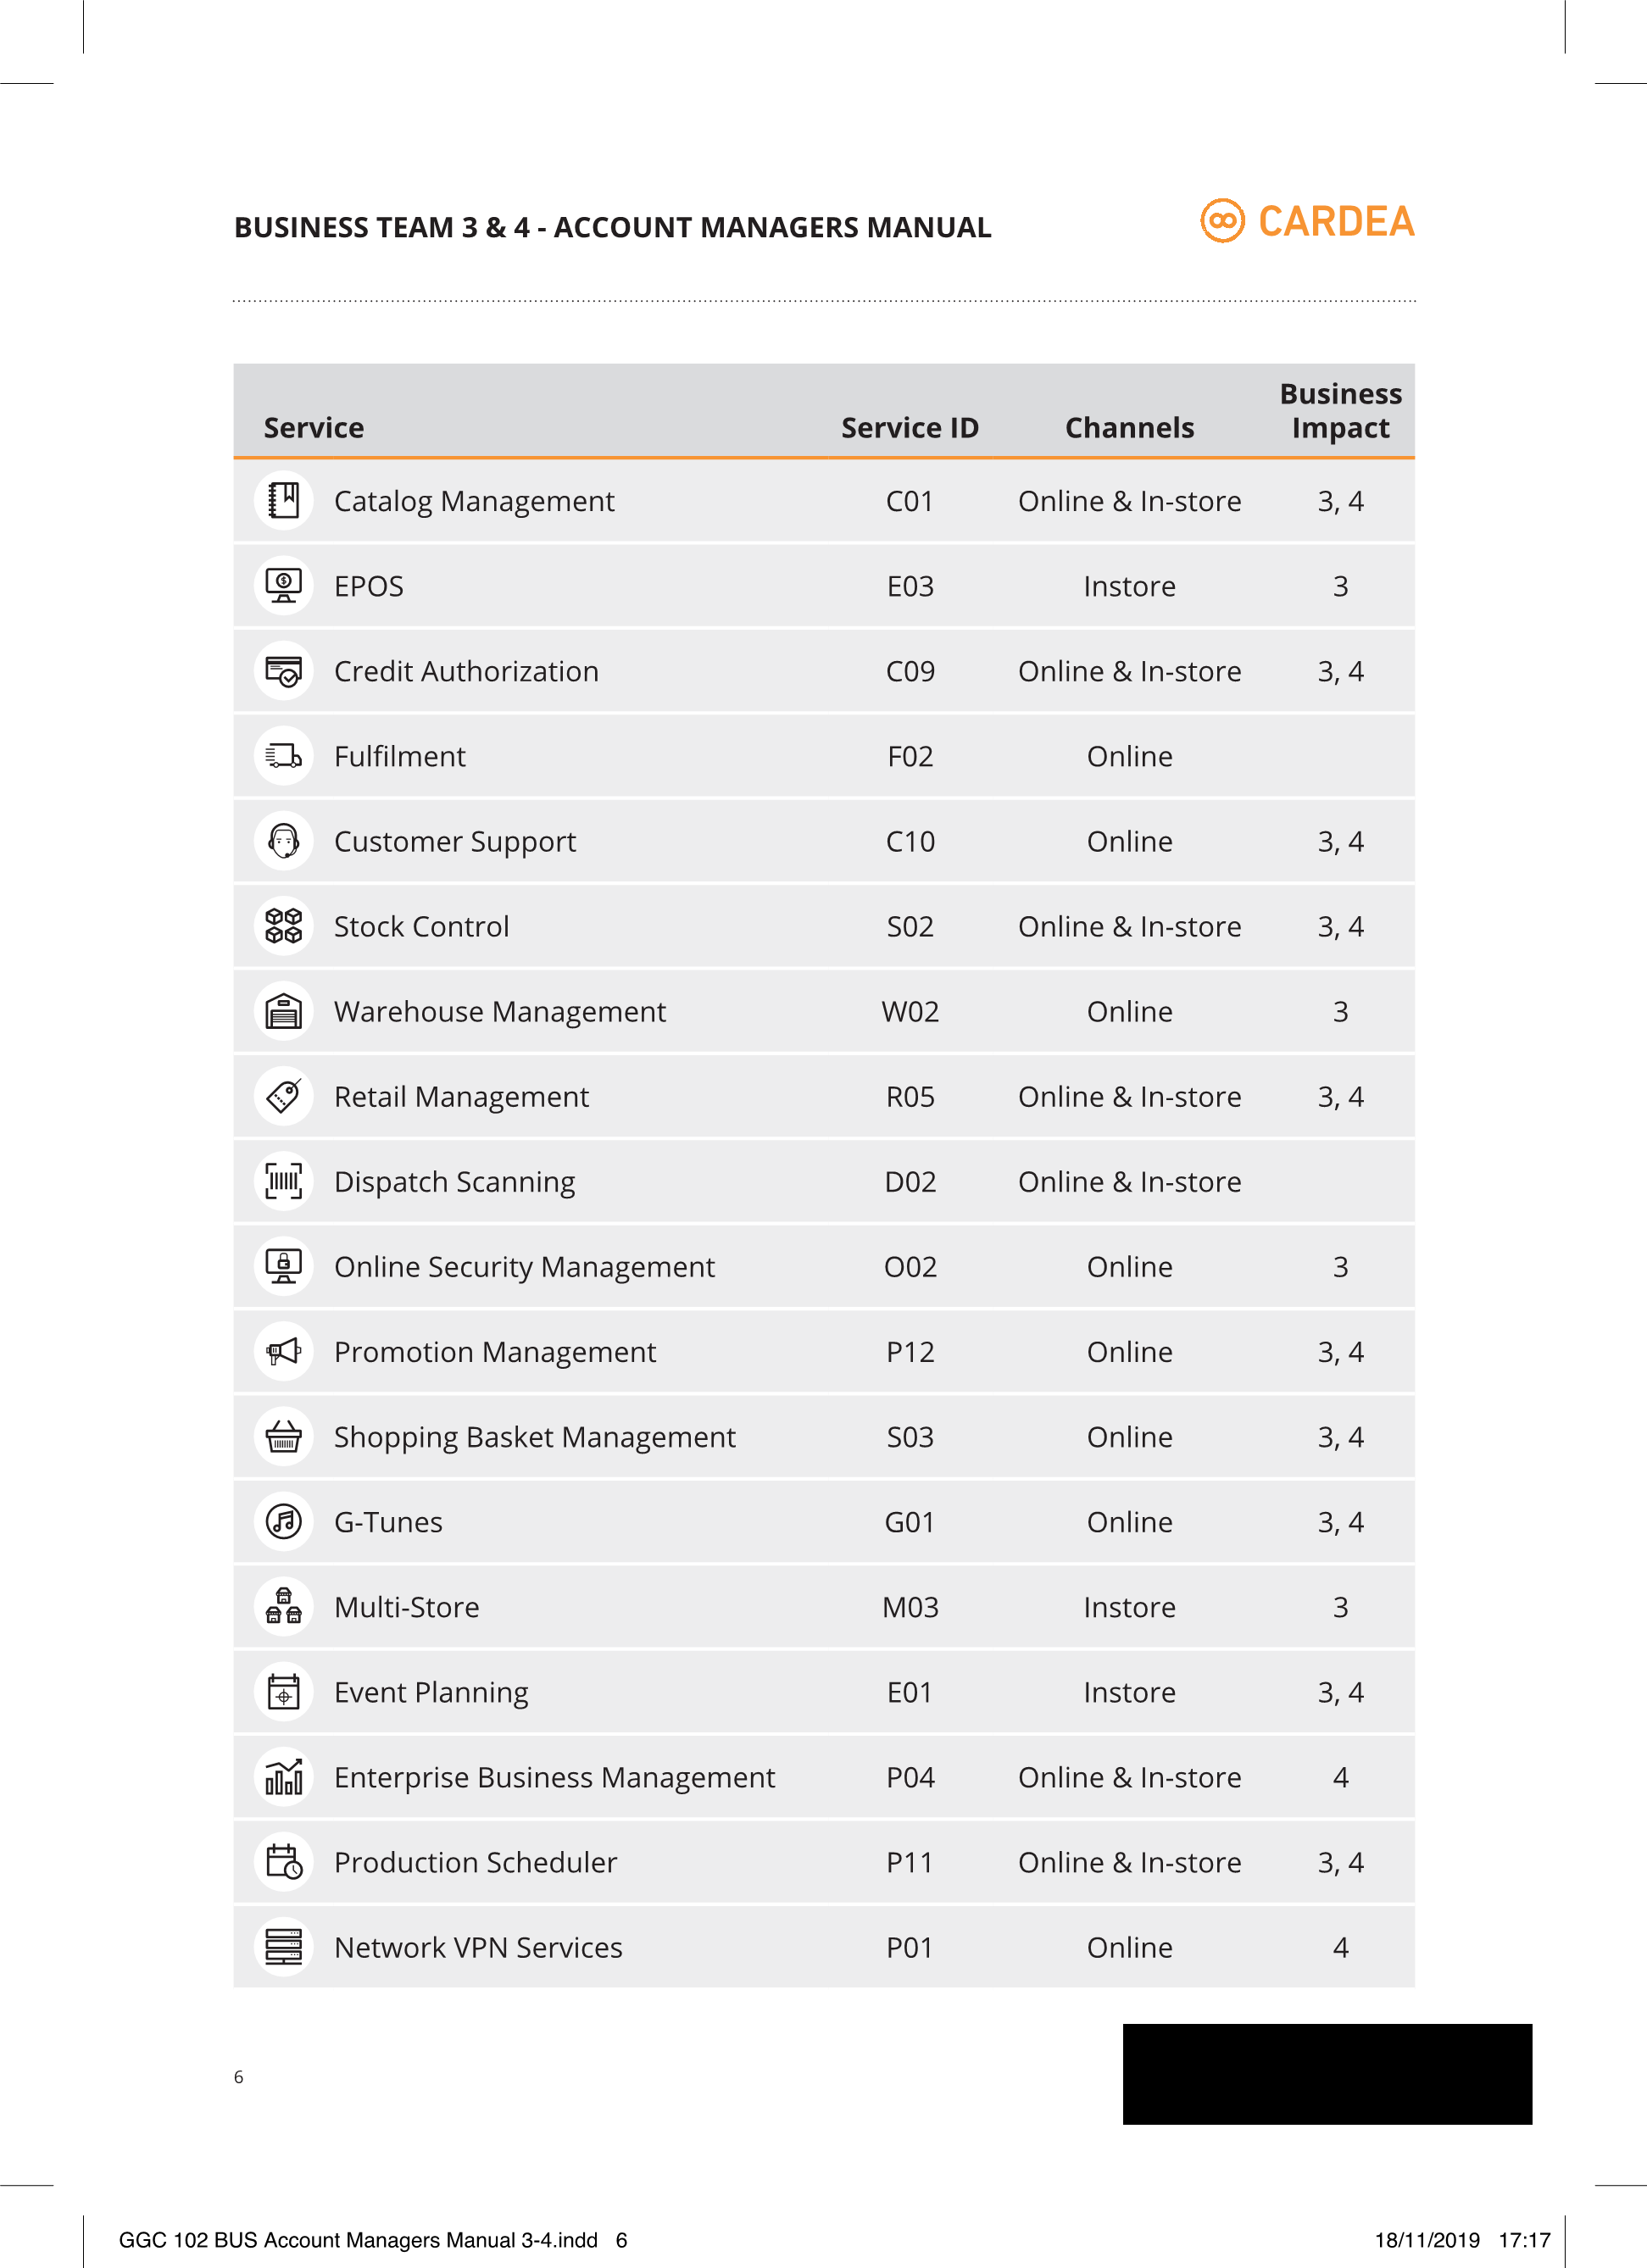 BUSINESS TEAM 3 & 4 - ACCOUNT MANAGERS MANUAL
CARDEA
Service Service ID Channels Business Impact
Catalog Management C01 Online & In-store 3, 4
EPOS E03 Instore 3
Credit Authorization C09 Online & In-store 3, 4
Fulfilment F02 Online
Customer Support C10 Online 3, 4
Stock Control S02 Online & In-store 3, 4
Warehouse Management W02 Online 3
Retail Management R05 Online & In-store 3, 4
Dispatch Scanning D02 Online & In-store
Online Security Management O02 Online 3
Promotion Management P12 Online 3, 4
Shopping Basket Management S03 Online 3, 4
G-Tunes G01 Online 3, 4
Multi-Store M03 Instore 3
Event Planning E01 Instore 3, 4
Enterprise Business Management P04 Online & In-store 4
Production Scheduler P11 Online & In-store 3, 4
Network VPN Services P01 Online 4
6
GGC 102 BUS Account Managers Manual 3-4.indd 6 18/11/2019 17:17